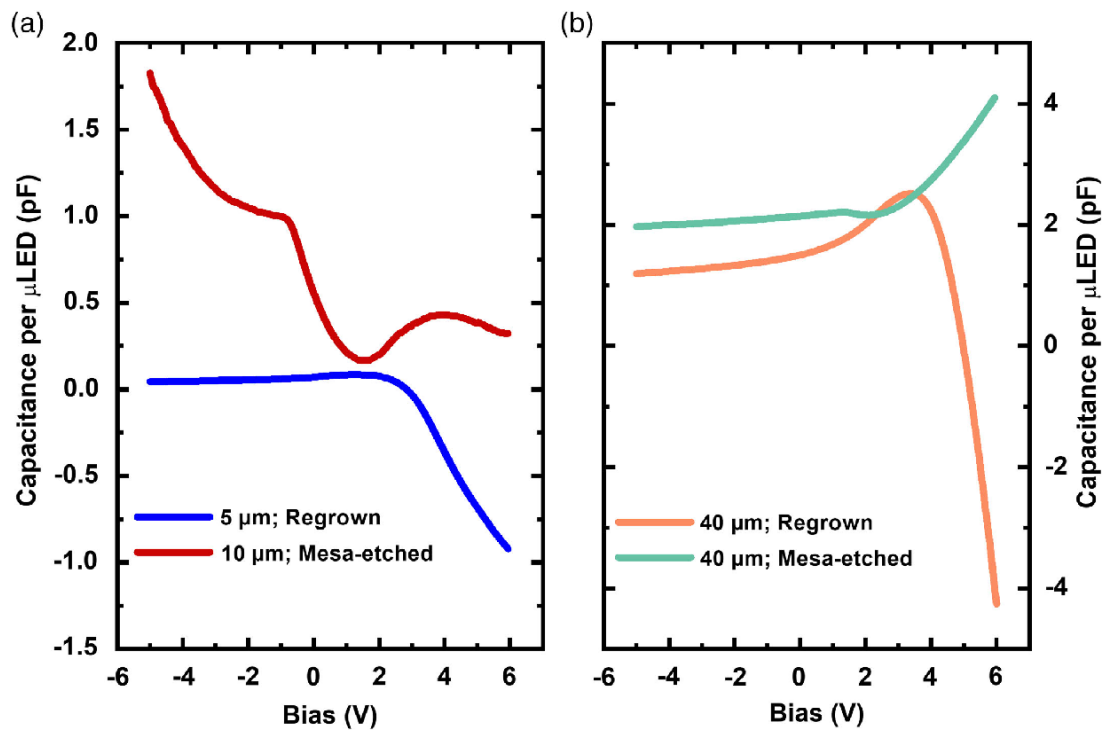 (a)
2.0
1.5
1.0
0.5
0.0
-0.5
-1.0
-1.5
Capacitance per μLED (pF)
5 μm; Regrown
10 μm; Mesa-etched
-6 -4 -2 0 2 4 6
Bias (V)
(b)
4
2
0
-2
-4
Capacitance per μLED (pF)
40 μm; Regrown
40 μm; Mesa-etched
-6 -4 -2 0 2 4 6
Bias (V)